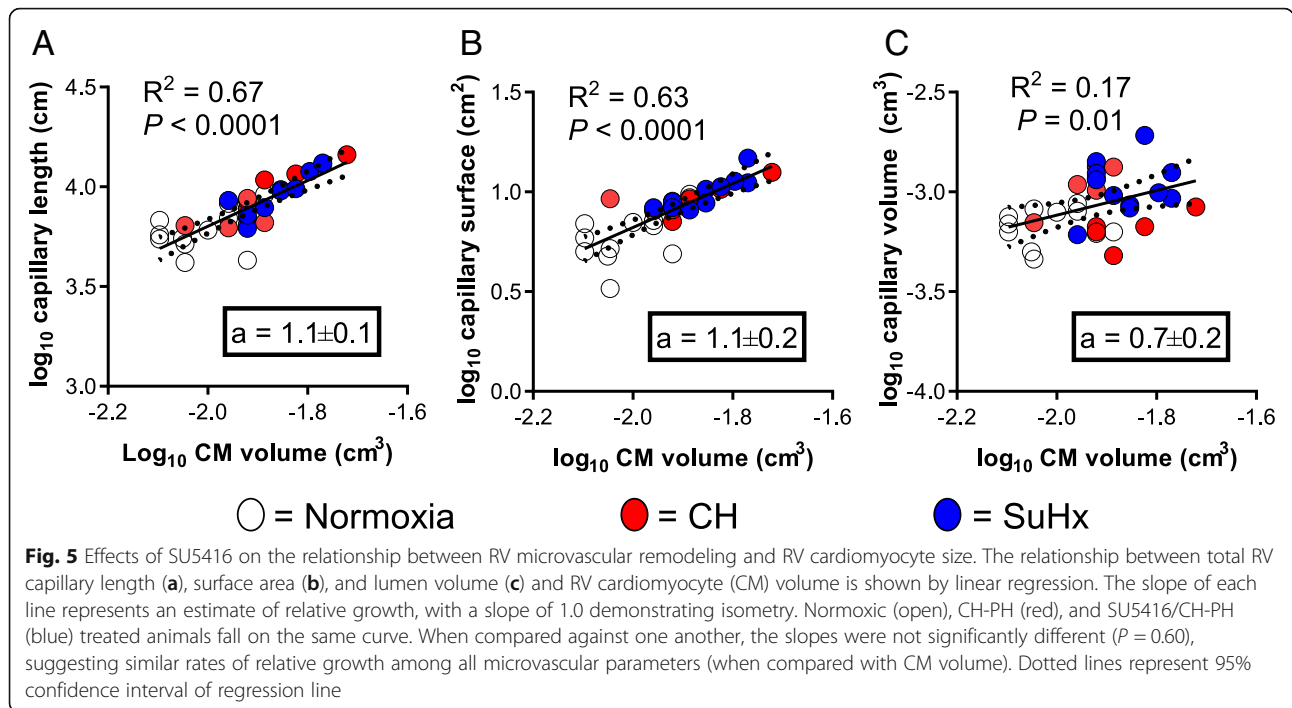 A
R² = 0.67
P < 0.0001
log₁₀ capillary length (cm)
4.5
4.0
3.5
3.0
a = 1.1±0.1
-2.2 -2.0 -1.8 -1.6
Log₁₀ CM volume (cm³)
B
R² = 0.63
P < 0.0001
log₁₀ capillary surface (cm²)
1.5
1.0
0.5
0.0
a = 1.1±0.2
-2.2 -2.0 -1.8 -1.6
log₁₀ CM volume (cm³)
C
R² = 0.17
P = 0.01
log₁₀ capillary volume (cm³)
-2.5
-3.0
-3.5
-4.0
a = 0.7±0.2
-2.2 -2.0 -1.8 -1.6
log₁₀ CM volume (cm³)
= Normoxia = CH = SuHx
Fig. 5 Effects of SU5416 on the relationship between RV microvascular remodeling and RV cardiomyocyte size. The relationship between total RV
capillary length (a), surface area (b), and lumen volume (c) and RV cardiomyocyte (CM) volume is shown by linear regression. The slope of each
line represents an estimate of relative growth, with a slope of 1.0 demonstrating isometry. Normoxic (open), CH-PH (red), and SU5416/CH-PH
(blue) treated animals fall on the same curve. When compared against one another, the slopes were not significantly different (P = 0.60),
suggesting similar rates of relative growth among all microvascular parameters (when compared with CM volume). Dotted lines represent 95%
confidence interval of regression line